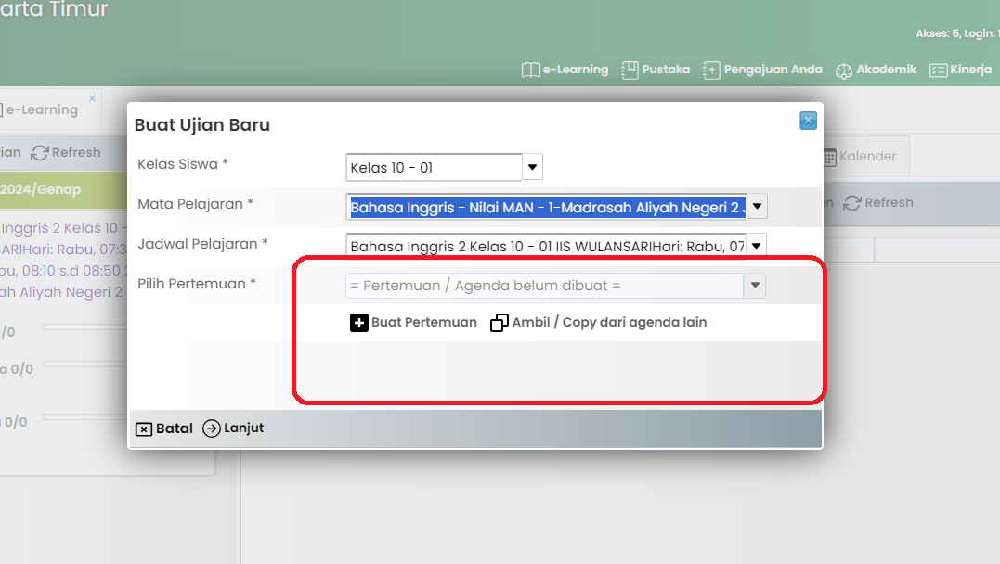 arta Timur
Akses: 5, Login:
e-Learning Pustaka Pengajuan Anda Akademik Kinerja
e-Learning
ian Refresh
Kalender
2024/Genap
n Refresh
Inggris 2 Kelas 10 -
SARIHari: Rabu, 07:3
bu, 08:10 s.d 08:50
ah Aliyah Negeri 2
/0
a 0/0
0/0
Buat Ujian Baru
Kelas Siswa * Kelas 10 - 01
Mata Pelajaran * Bahasa Inggris - Nilai MAN - 1-Madrasah Aliyah Negeri 2 J
Jadwal Pelajaran * Bahasa Inggris 2 Kelas 10 - 01 IIS WULANSARIHari: Rabu, 07
Pilih Pertemuan * = Pertemuan / Agenda belum dibuat =
Buat Pertemuan Ambil / Copy dari agenda lain
Batal Lanjut